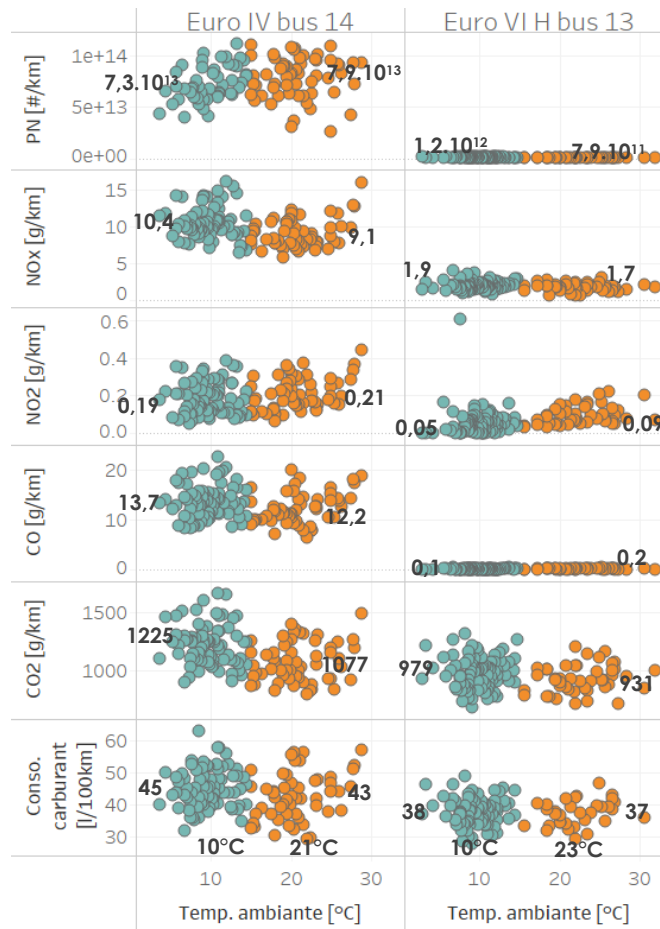 Euro IV bus 14 Euro VI H bus 13
PN [#/km]
1e+14
5e+13
0e+00
7,3.10¹³ 7,9.10¹³
1,2.10¹² 7,9.10¹¹
NOx [g/km]
15
10
5
0
10,4 9,1
1,9 1,7
NO2 [g/km]
0.6
0.4
0.2
0.0
0,19 0,21
0,05 0,09
CO [g/km]
20
10
0
13,7 12,2
0,1 0,2
CO2 [g/km]
1500
1000
1225 1077
979 931
Conso.
carburant
[l/100km]
60
50
40
30
45 43
38 37
10°C 21°C 10°C 23°C
10 20 30 10 20 30
Temp. ambiante [°C] Temp. ambiante [°C]